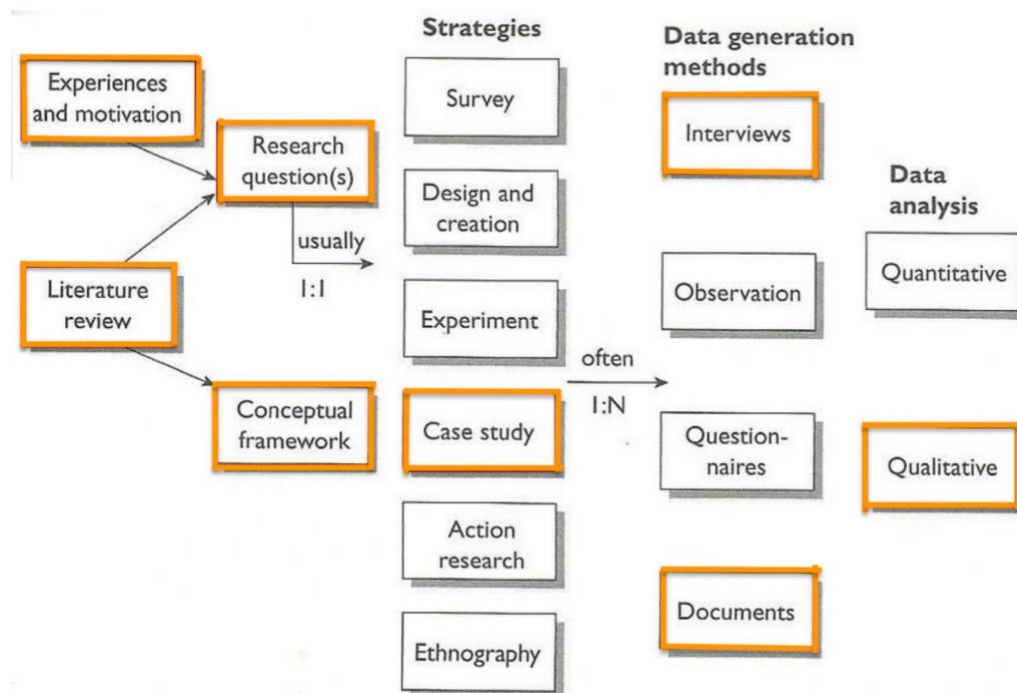 Experiences
and motivation
Literature
review
Research
question(s)
usually
1:1
Conceptual
framework
Strategies
Survey
Design and
creation
Experiment
Case study
Action
research
Ethnography
often
1:N
Data generation
methods
Interviews
Observation
Question-
naires
Documents
Data
analysis
Quantitative
Qualitative